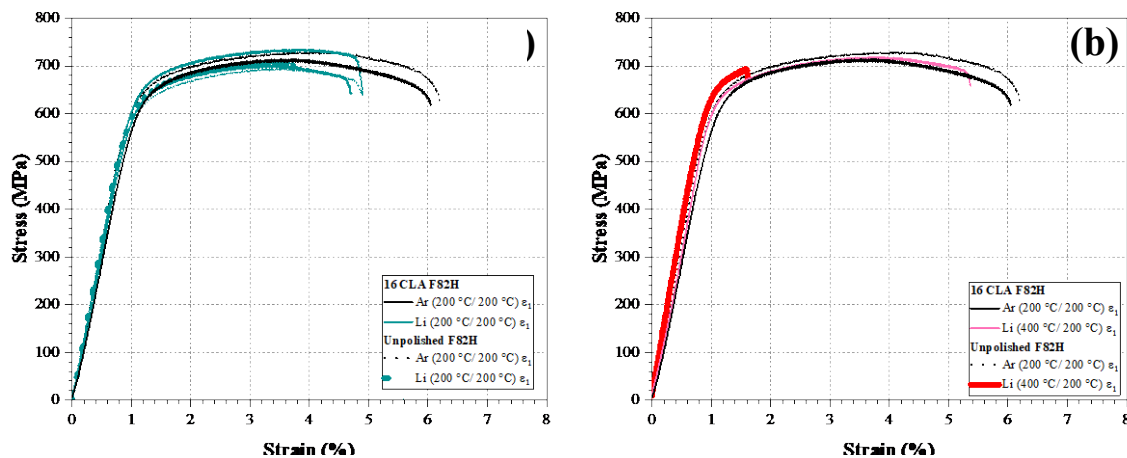 )
800
700
600
500
400
300
200
100
0
Stress (MPa)
16 CLA F82H
Ar (200 °C/ 200 °C) ε₁
Li (200 °C/ 200 °C) ε₁
Unpolished F82H
Ar (200 °C/ 200 °C) ε₁
Li (200 °C/ 200 °C) ε₁
0 1 2 3 4 5 6 7 8
Strain (%)
(b)
800
700
600
500
400
300
200
100
0
Stress (MPa)
16 CLA F82H
Ar (200 °C/ 200 °C) ε₁
Li (400 °C/ 200 °C) ε₁
Unpolished F82H
Ar (200 °C/ 200 °C) ε₁
Li (400 °C/ 200 °C) ε₁
0 1 2 3 4 5 6 7 8
Strain (%)